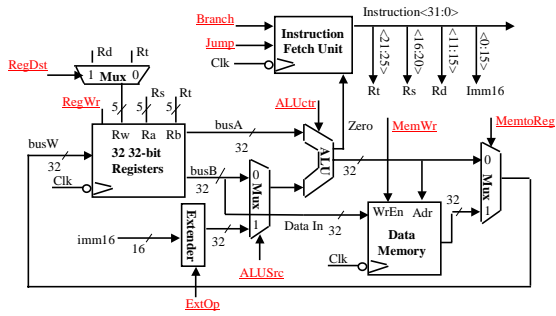 Branch
Jump
Clk
Instruction
Fetch Unit
Instruction<31:0>
<21:25>
<16:20>
<11:15>
<0:15>
Rt
Rs
Rd
Imm16
Rd
Rt
RegDst
1 Mux 0
RegWr
5
5
5
Rs
Rt
busW
32
Clk
Rw Ra Rb
32 32-bit
Registers
busA
32
busB
32
ALUctr
Zero
ALU
32
MemWr
MemtoReg
0
Mux
1
0
Mux
1
32
imm16
16
Extender
32
ExtOp
ALUSrc
Data In
32
WrEn
Adr
Data
Memory
Clk